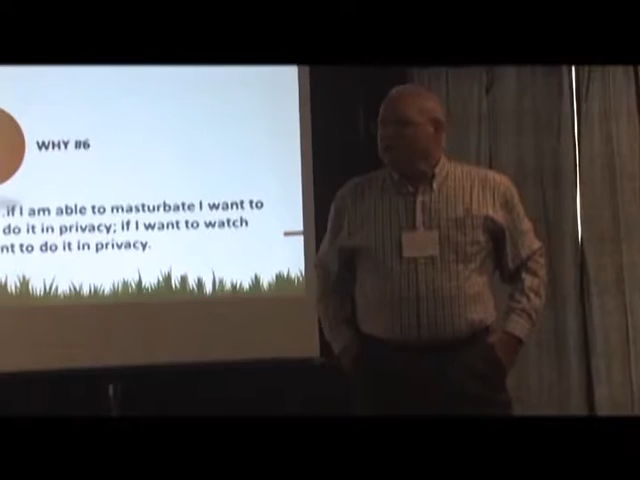 WHY #6
..if I am able to masturbate I want to
do it in privacy; if I want to watch
nt to do it in privacy.